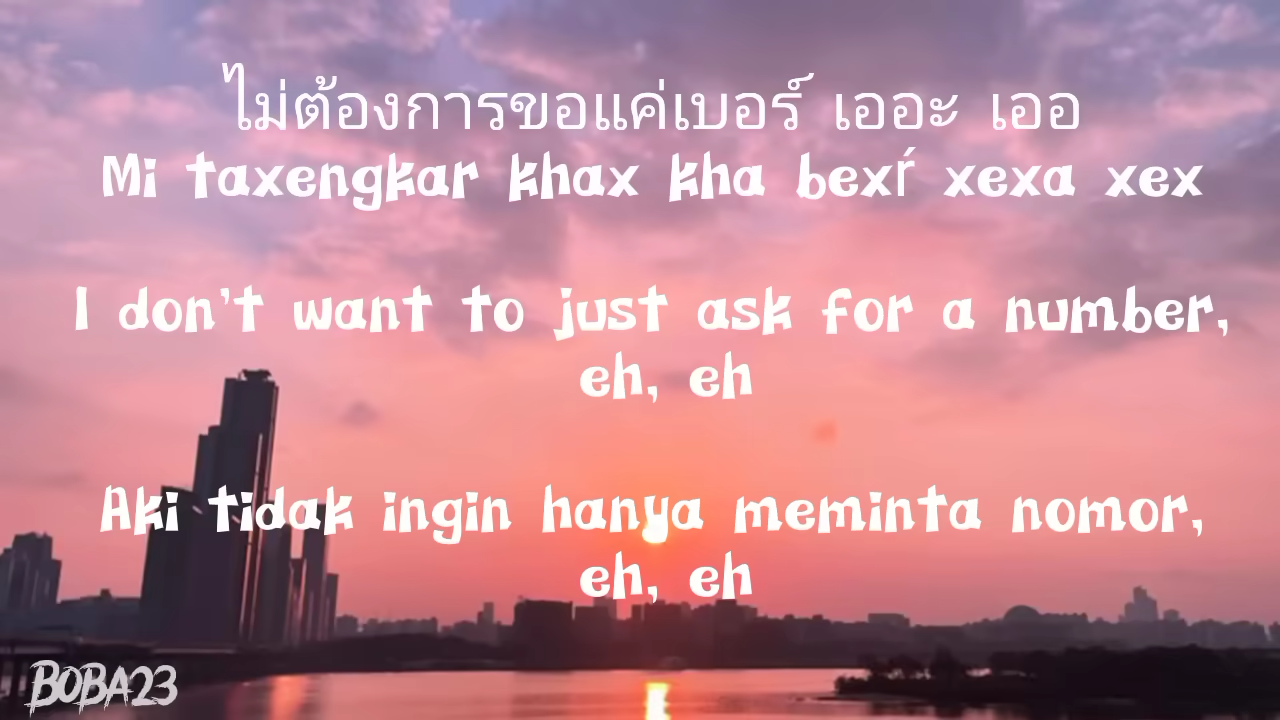 ไม่ต้องการขอแค่เบอร์ เออะ เออ
Mi taxengkar khax kha bexŕ xexa xex
I don't want to just ask for a number,
eh, eh
Aki tidak ingin hanya meminta nomor,
eh, eh
BOBA23